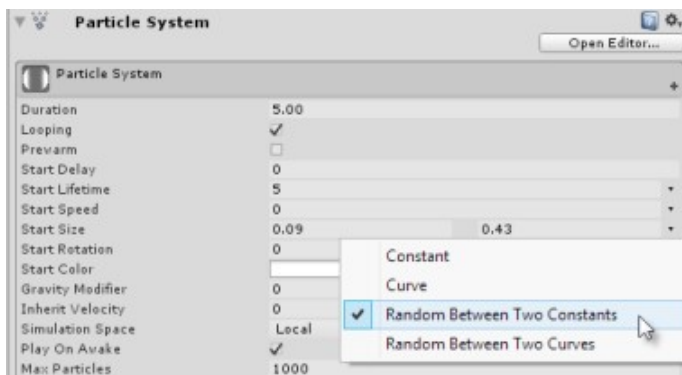 Particle System
Open Editor...
Particle System
Duration 5.00
Looping
Prewarm
Start Delay 0
Start Lifetime 5
Start Speed 0
Start Size 0.09 0.43
Start Rotation 0
Constant
Start Color
Curve
Gravity Modifier 0
Inherit Velocity 0
Random Between Two Constants
Simulation Space Local
Random Between Two Curves
Play On Awake
Max Particles 1000